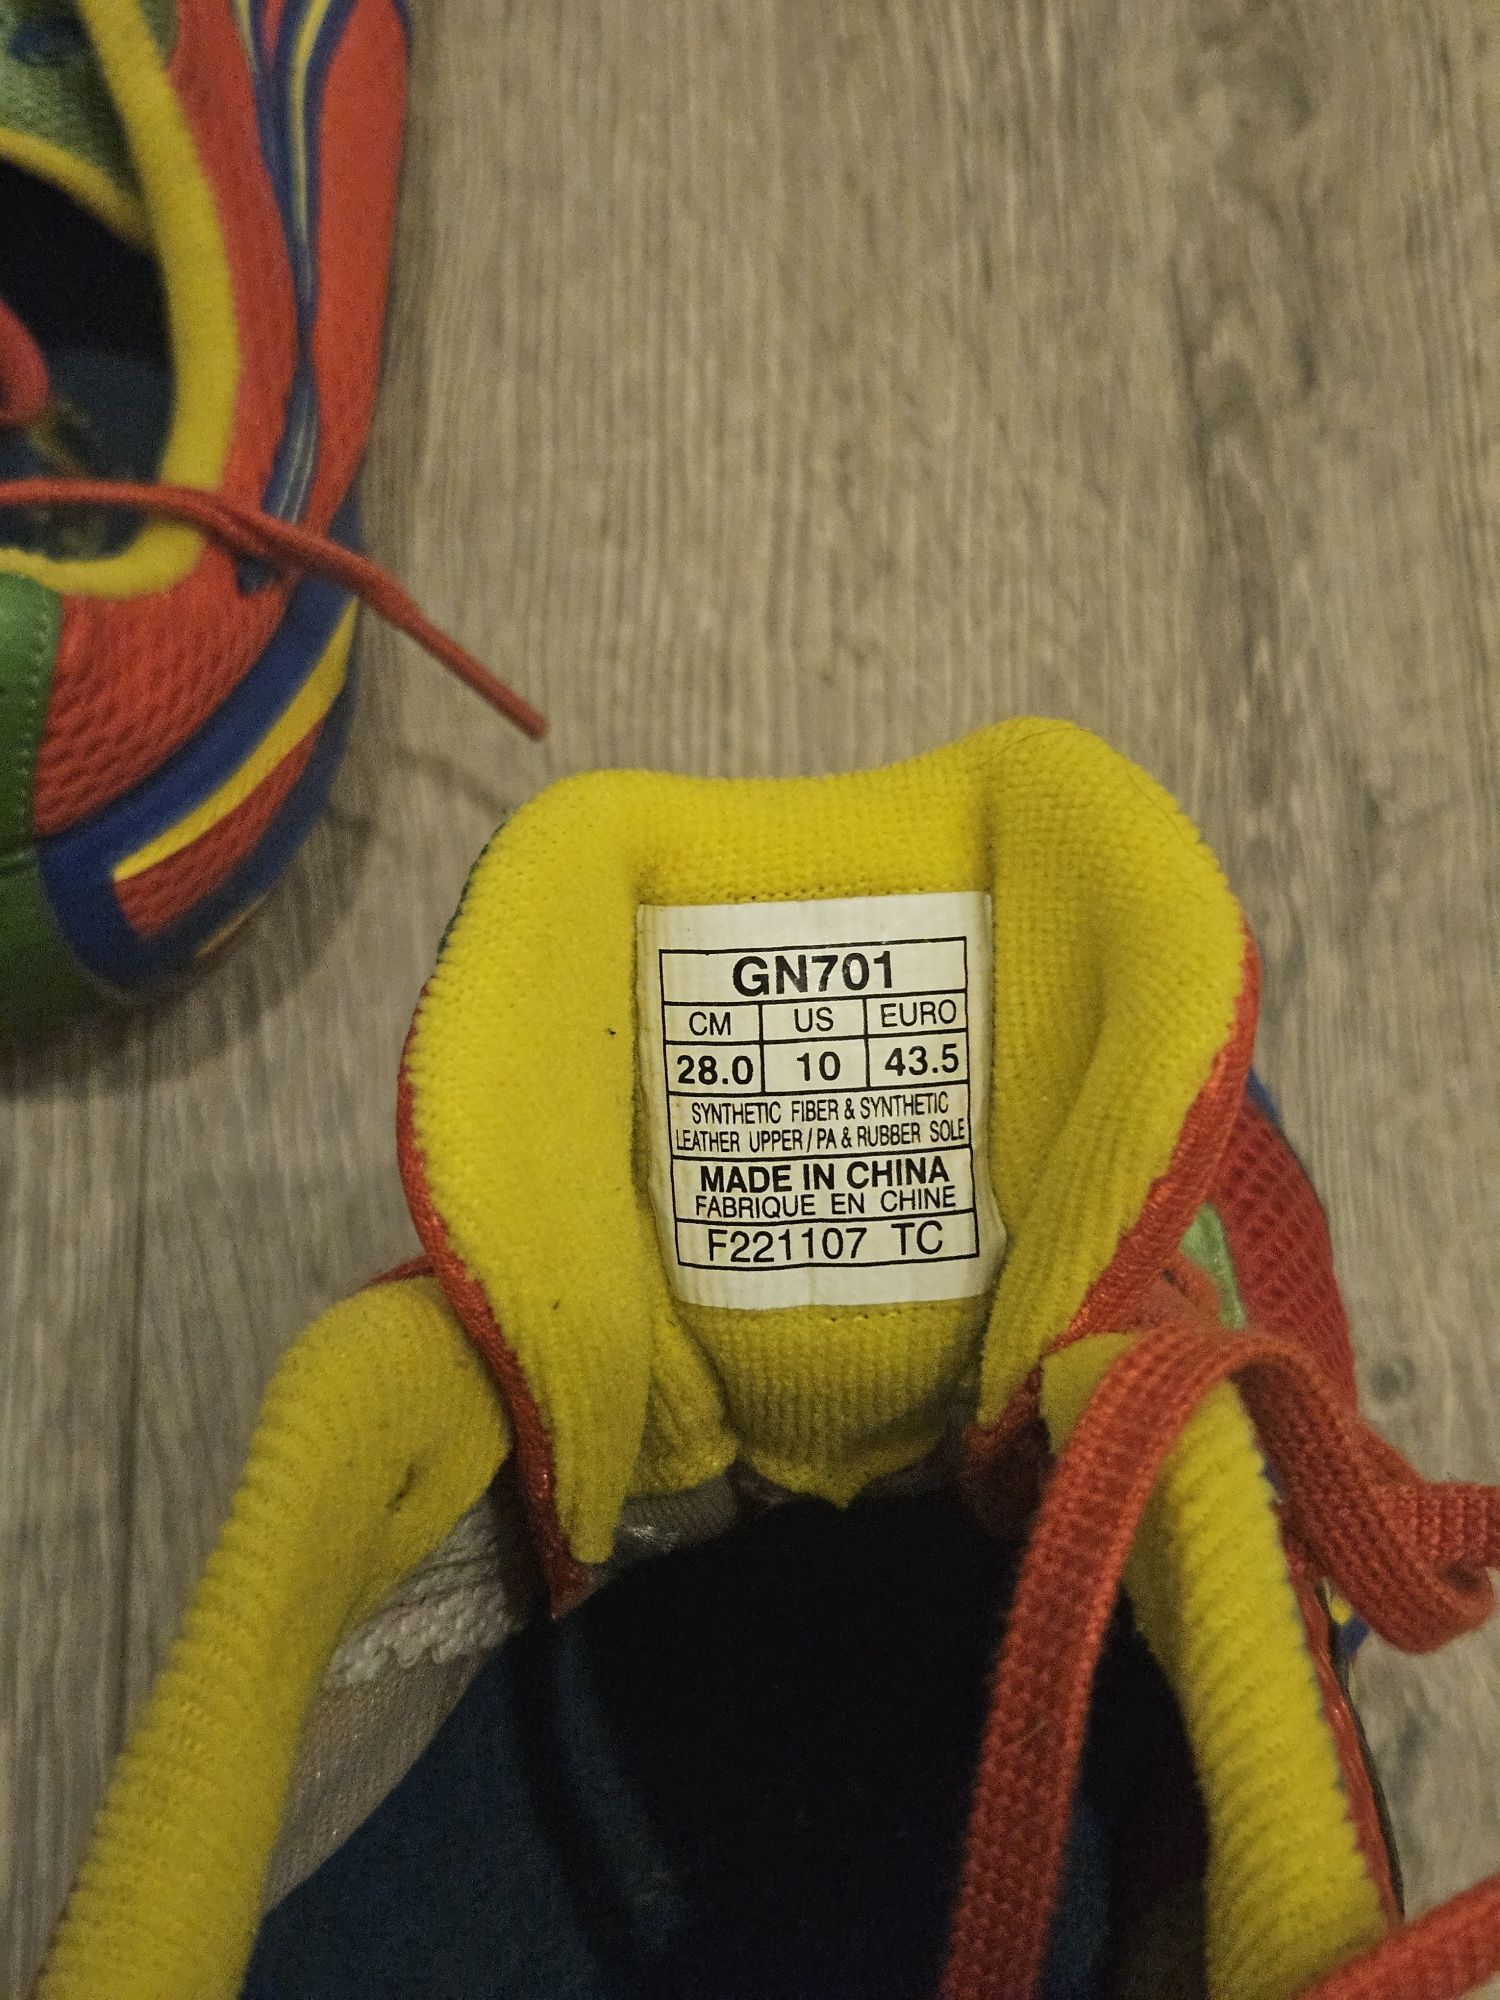 GN701
CM US EURO
28.0 10 43.5
SYNTHETIC FIBER & SYNTHETIC
LEATHER UPPER / PA & RUBBER SOLE
MADE IN CHINA
FABRIQUE EN CHINE
F221107 TC